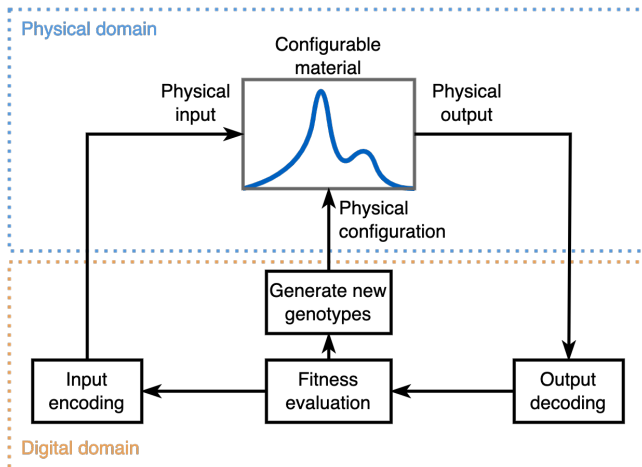 Physical domain
Configurable
material
Physical
input
Physical
output
Physical
configuration
Generate new
genotypes
Input
encoding
Fitness
evaluation
Output
decoding
Digital domain